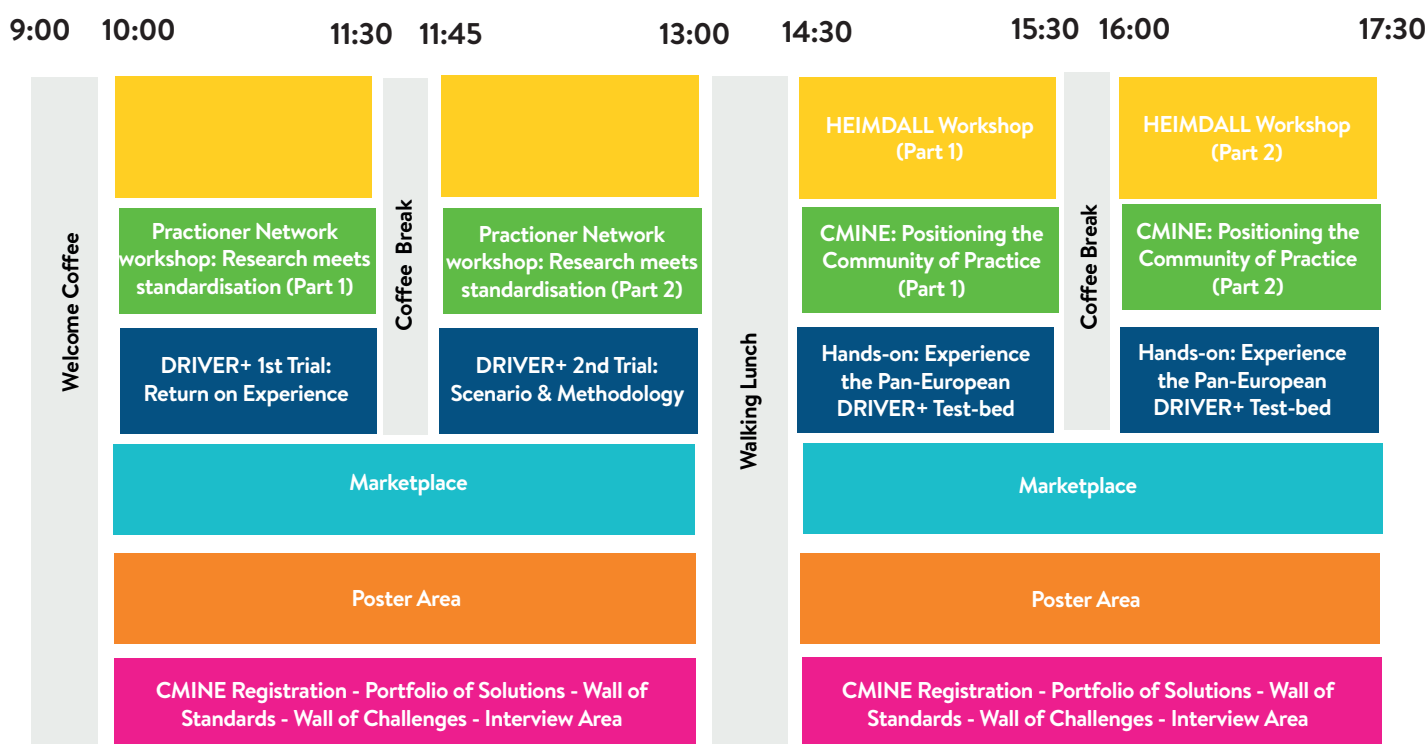 9:00 10:00 11:30 11:45 13:00 14:30 15:30 16:00 17:30
Welcome Coffee
Practioner Network
workshop: Research meets
standardisation (Part 1)
DRIVER+ 1st Trial:
Return on Experience
Coffee Break
Practioner Network
workshop: Research meets
standardisation (Part 2)
DRIVER+ 2nd Trial:
Scenario & Methodology
Marketplace
Poster Area
CMINE Registration - Portfolio of Solutions - Wall of
Standards - Wall of Challenges - Interview Area
Walking Lunch
HEIMDALL Workshop
(Part 1)
CMINE: Positioning the
Community of Practice
(Part 1)
Hands-on: Experience
the Pan-European
DRIVER+ Test-bed
Coffee Break
HEIMDALL Workshop
(Part 2)
CMINE: Positioning the
Community of Practice
(Part 2)
Hands-on: Experience
the Pan-European
DRIVER+ Test-bed
Marketplace
Poster Area
CMINE Registration - Portfolio of Solutions - Wall of
Standards - Wall of Challenges - Interview Area